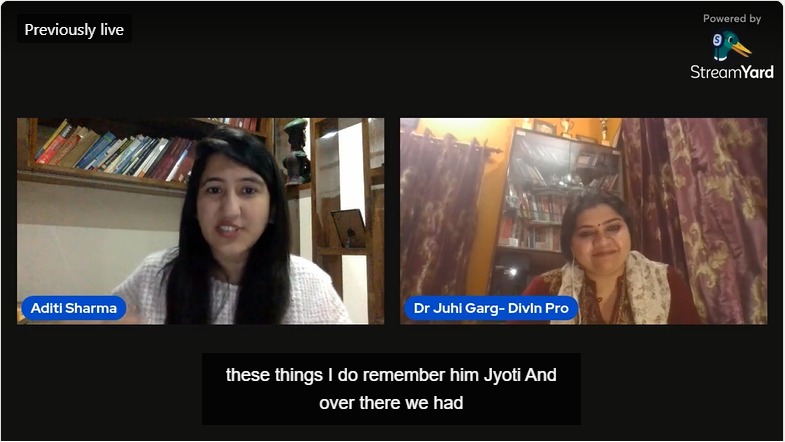 Previously live
Powered by
S
StreamYard
Aditi Sharma
Dr Juhi Garg- DivIn Pro
these things I do remember him Jyoti And
over there we had